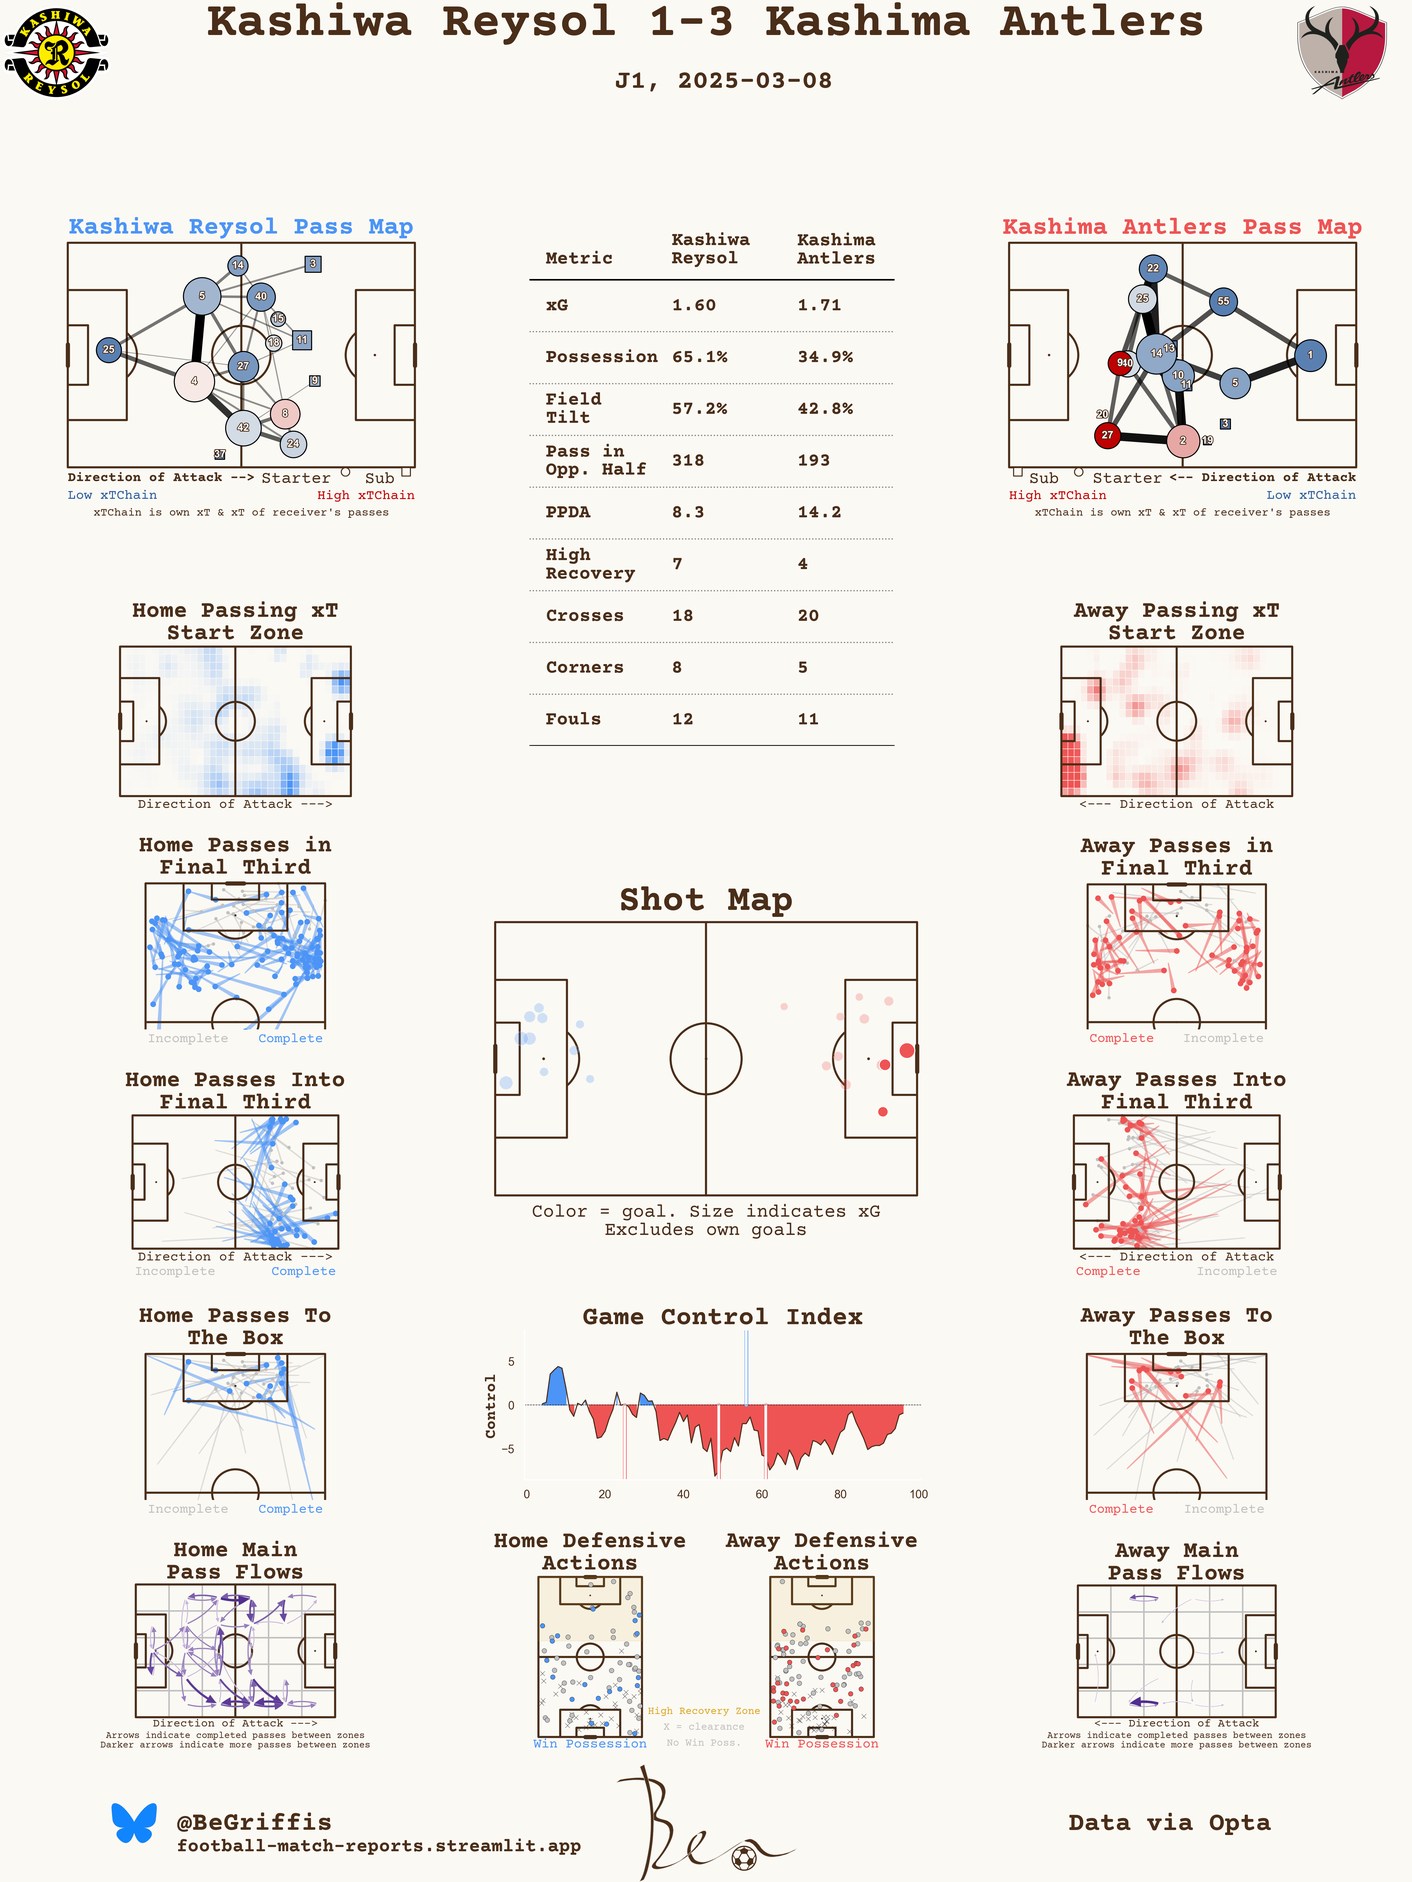 Kashiwa Reysol 1-3 Kashima Antlers
J1, 2025-03-08
KASHIWA
R
REYSOL
KASHIMA
Antlers
Kashiwa Reysol Pass Map
14
3
5
40
15
18
11
25
27
4
9
8
42
24
37
Direction of Attack --> Starter Sub
Low xTChain High xTChain
xTChain is own xT & xT of receiver's passes
Metric Kashiwa Reysol Kashima Antlers
xG 1.60 1.71
Possession 65.1% 34.9%
Field Tilt 57.2% 42.8%
Pass in Opp. Half 318 193
PPDA 8.3 14.2
High Recovery 7 4
Crosses 18 20
Corners 8 5
Fouls 12 11
Kashima Antlers Pass Map
22
25
55
13
14
1
9
40
10
11
5
20
3
27
2
19
Sub Starter <-- Direction of Attack
High xTChain Low xTChain
xTChain is own xT & xT of receiver's passes
Home Passing xT
Start Zone
Direction of Attack --->
Away Passing xT
Start Zone
<--- Direction of Attack
Home Passes in
Final Third
Incomplete Complete
Away Passes in
Final Third
Complete Incomplete
Shot Map
Color = goal. Size indicates xG
Excludes own goals
Home Passes Into
Final Third
Direction of Attack --->
Incomplete Complete
Away Passes Into
Final Third
<--- Direction of Attack
Complete Incomplete
Home Passes To
The Box
Incomplete Complete
Game Control Index
Control
5
0
−5
0 20 40 60 80 100
Away Passes To
The Box
Complete Incomplete
Home Main
Pass Flows
Direction of Attack --->
Arrows indicate completed passes between zones
Darker arrows indicate more passes between zones
Home Defensive
Actions
Win Possession
High Recovery Zone
X = clearance
No Win Poss.
Away Defensive
Actions
Win Possession
Away Main
Pass Flows
<--- Direction of Attack
Arrows indicate completed passes between zones
Darker arrows indicate more passes between zones
@BeGriffis
football-match-reports.streamlit.app
Ben
Data via Opta